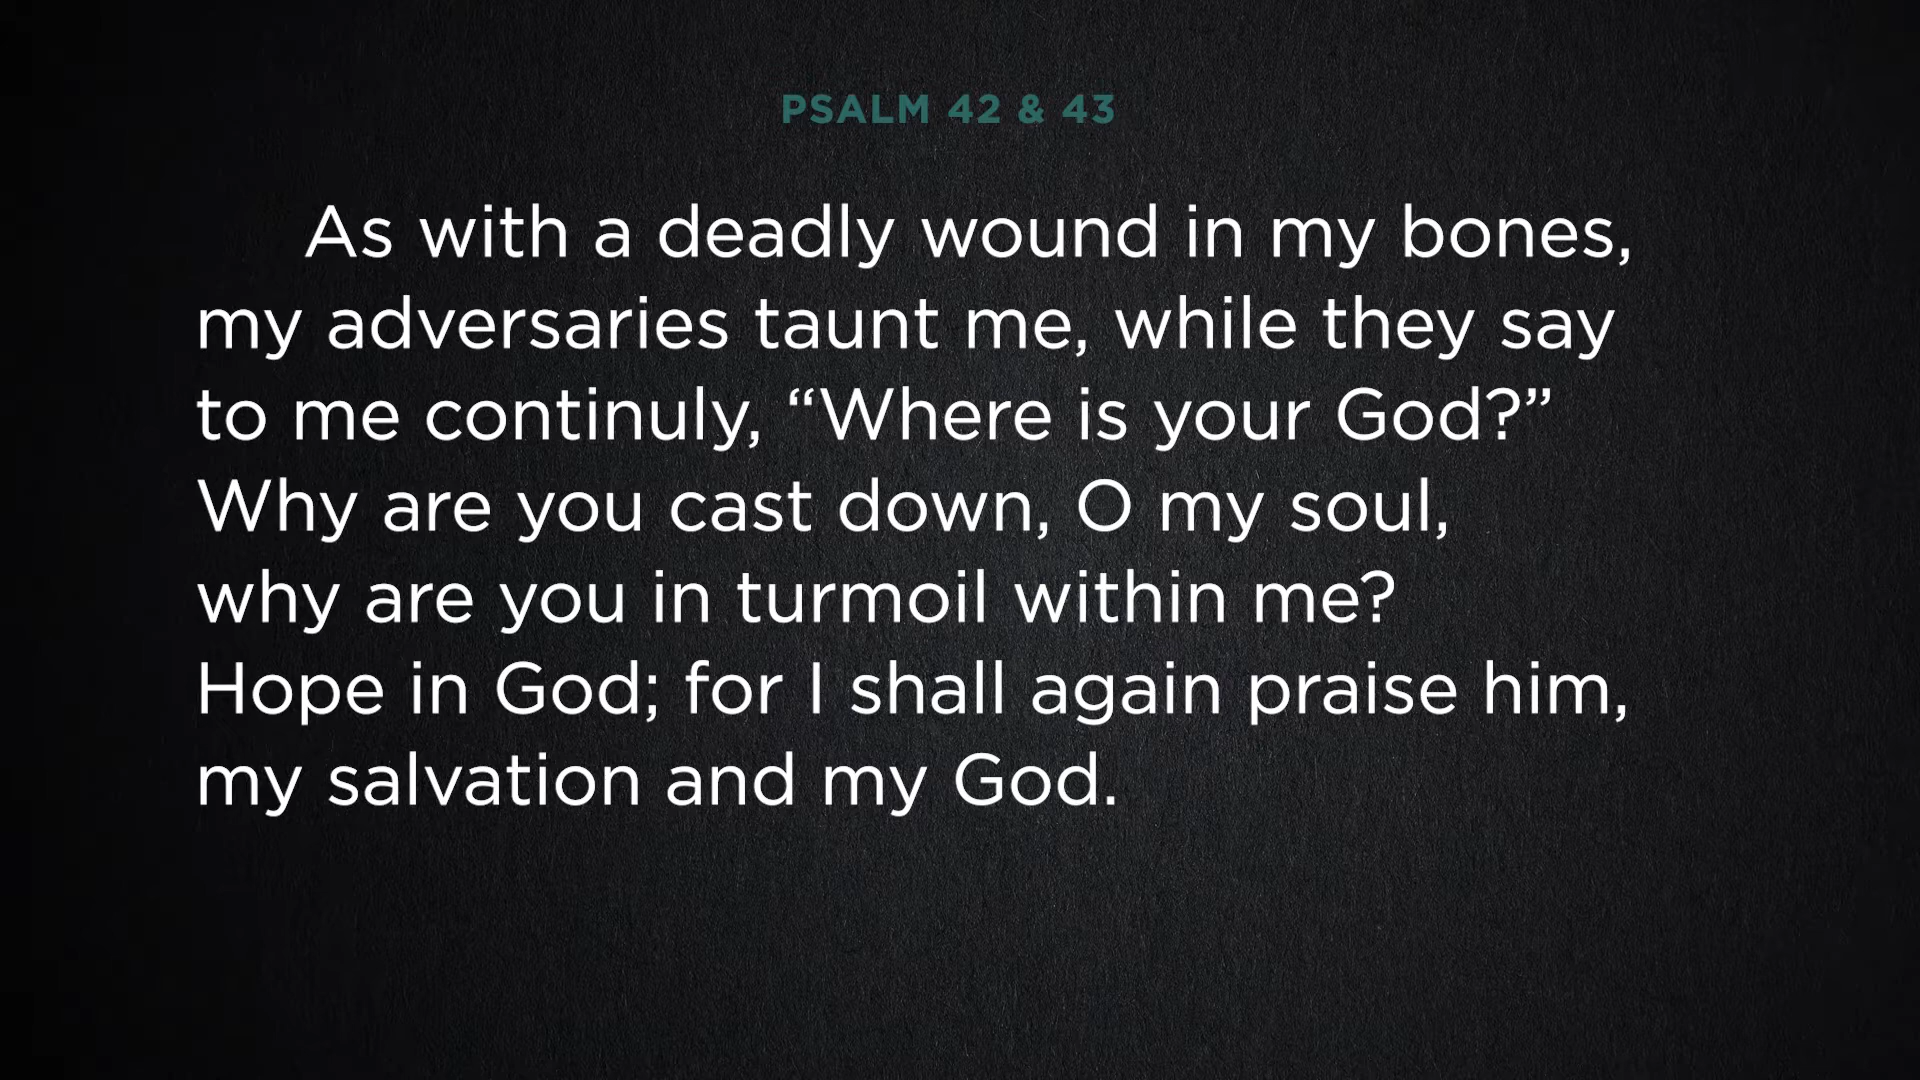 PSALM 42 & 43
As with a deadly wound in my bones,
my adversaries taunt me, while they say
to me continuly, “Where is your God?”
Why are you cast down, O my soul,
why are you in turmoil within me?
Hope in God; for I shall again praise him,
my salvation and my God.